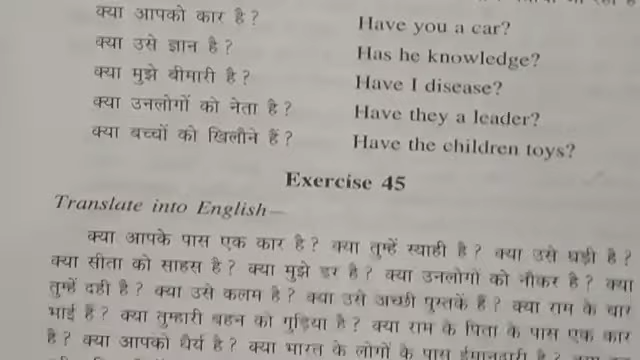 क्या आपको कार है ? Have you a car?
क्या उसे ज्ञान है ? Has he knowledge?
क्या मुझे बीमारी है ? Have I disease?
क्या उनलोगों को नेता है ? Have they a leader?
क्या बच्चों को खिलौने हैं ? Have the children toys?
Exercise 45
Translate into English—
क्या आपके पास एक कार है ? क्या तुम्हें स्याही है ? क्या उसे घड़ी है ?
क्या सीता को साहस है ? क्या मुझे डर है ? क्या उनलोगों को नौकर है ? क्या
तुम्हें दही है ? क्या उसे कलम है ? क्या उसे अच्छी पुस्तकें हैं ? क्या राम के चार
भाई हैं ? क्या तुम्हारी बहन को गुड़िया है ? क्या राम के पिता के पास एक कार
है ? क्या आपको धैर्य है ? क्या भारत के लोगों के पास ईमानदारी है ?